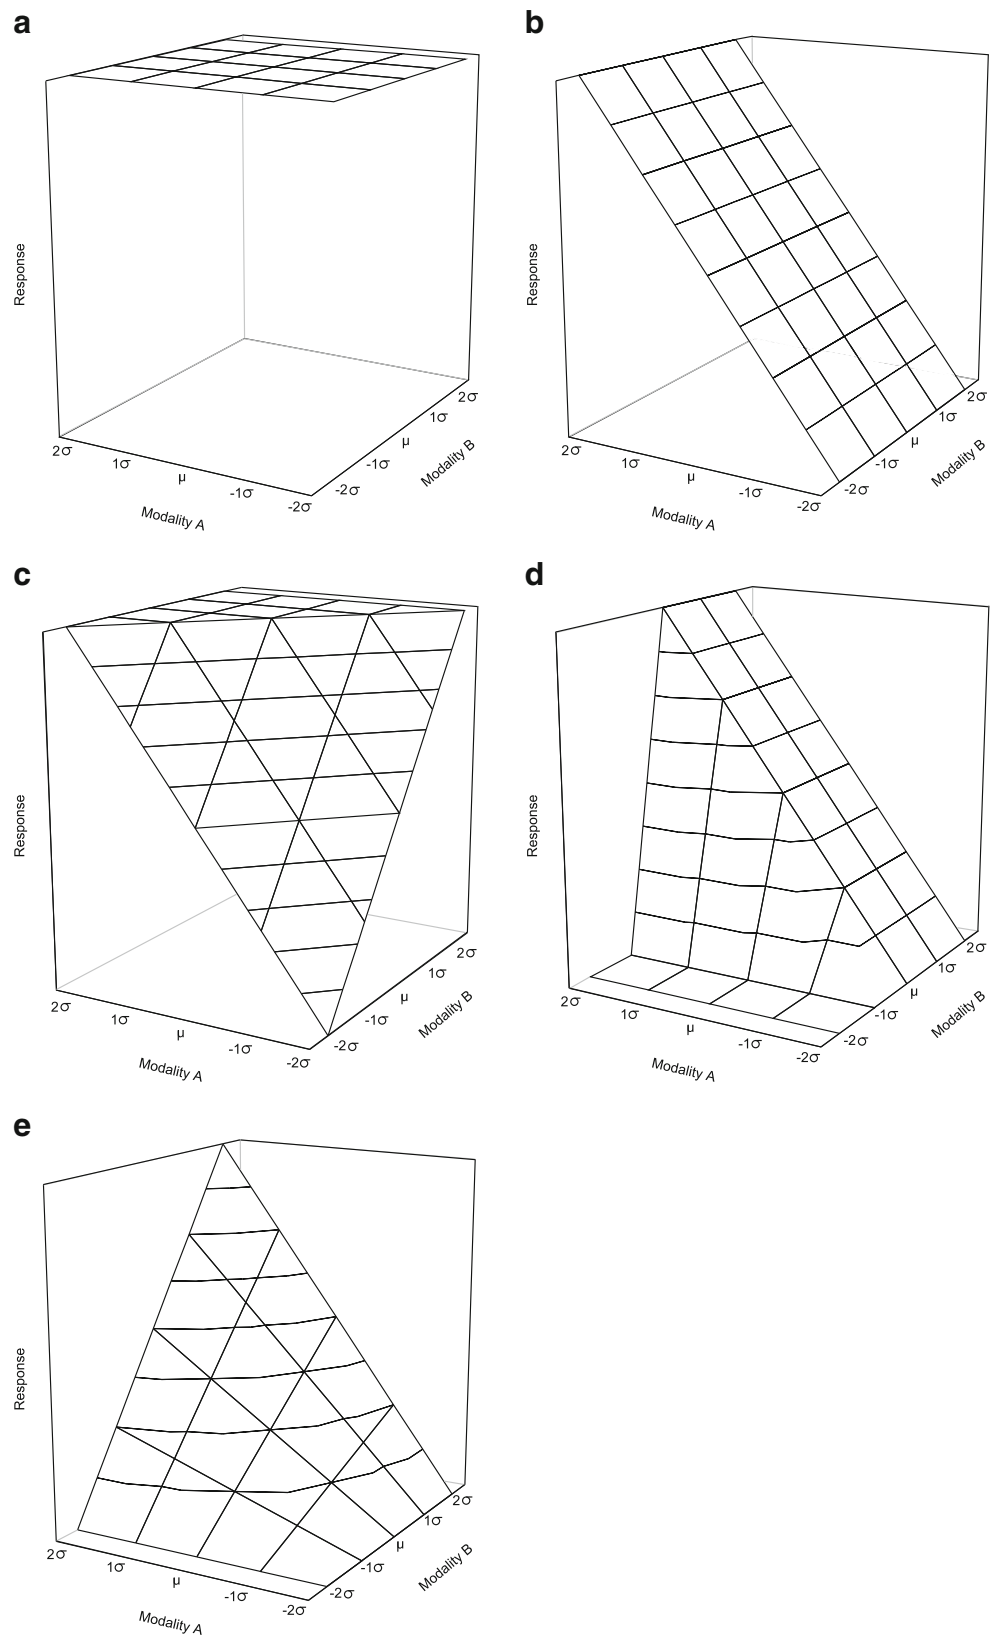 a
Response
2σ
1σ
μ
-1σ
-2σ
Modality A
-2σ
-1σ
μ
1σ
2σ
Modality B
b
Response
2σ
1σ
μ
-1σ
-2σ
Modality A
-2σ
-1σ
μ
1σ
2σ
Modality B
c
Response
2σ
1σ
μ
-1σ
-2σ
Modality A
-2σ
-1σ
μ
1σ
2σ
Modality B
d
Response
2σ
1σ
μ
-1σ
-2σ
Modality A
-2σ
-1σ
μ
1σ
2σ
Modality B
e
Response
2σ
1σ
μ
-1σ
-2σ
Modality A
-2σ
-1σ
μ
1σ
2σ
Modality B